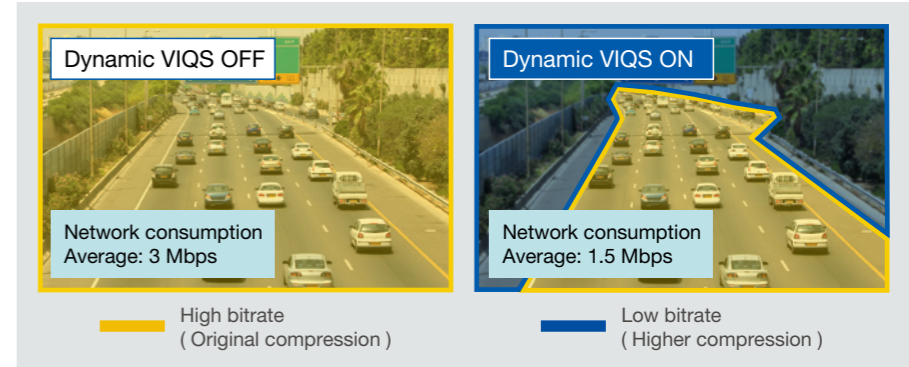 Dynamic VIQS OFF
Dynamic VIQS ON
Network consumption
Average: 3 Mbps
Network consumption
Average: 1.5 Mbps
High bitrate
( Original compression )
Low bitrate
( Higher compression )